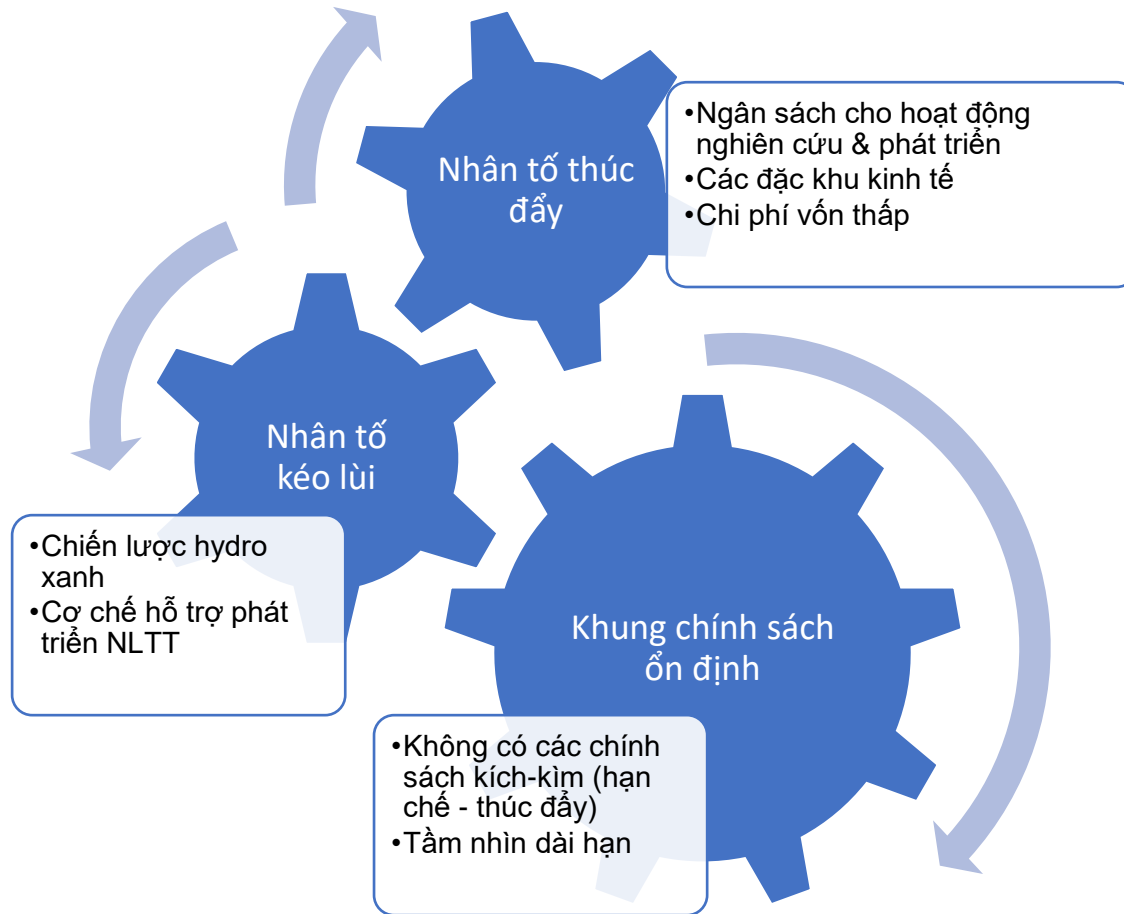 Nhân tố thúc
đẩy
•Ngân sách cho hoạt động
nghiên cứu & phát triển
•Các đặc khu kinh tế
•Chi phí vốn thấp
Nhân tố
kéo lùi
•Chiến lược hydro
xanh
•Cơ chế hỗ trợ phát
triển NLTT
Khung chính sách
ổn định
•Không có các chính
sách kích-kìm (hạn
chế - thúc đẩy)
•Tầm nhìn dài hạn